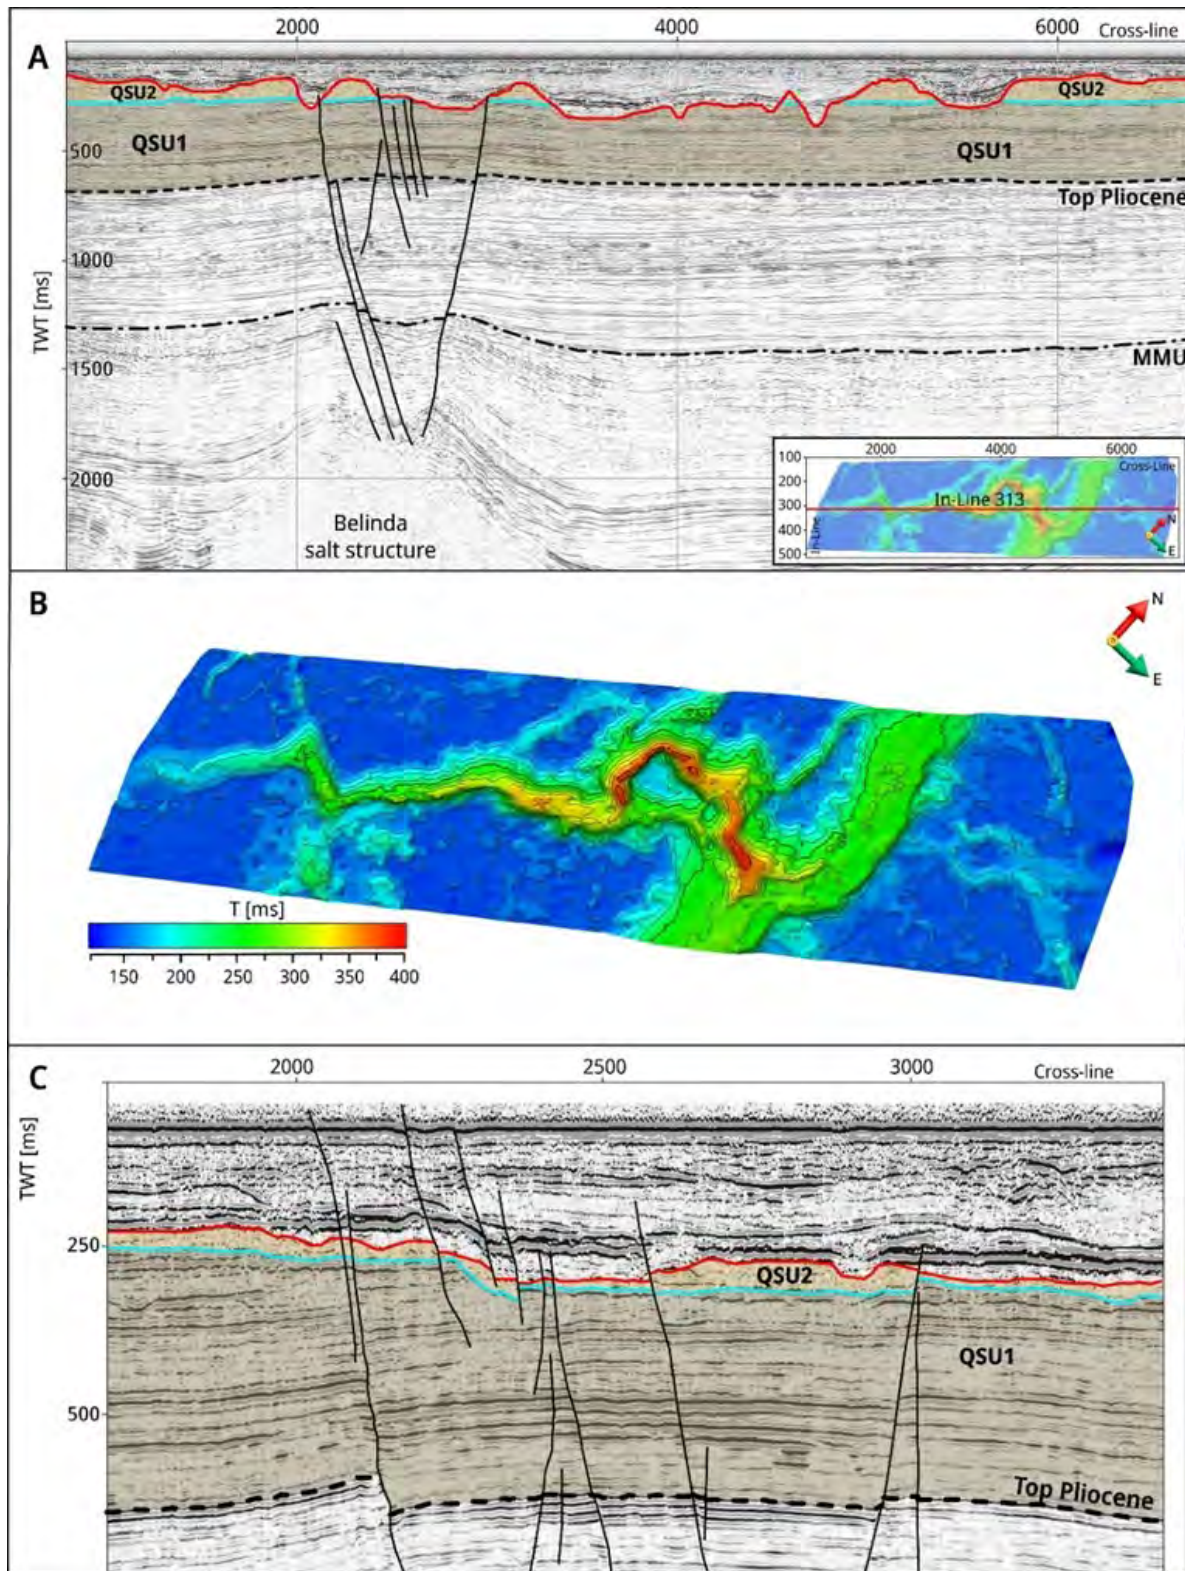 2000 4000 6000 Cross-line
A
QSU2 QSU2
QSU1 QSU1
500
Top Pliocene
1000
TWT [ms]
MMU
1500
2000
Belinda
salt structure
2000 4000 6000
100 Cross-Line
200
300 In-Line 313
400 N
500 In-Line E
B
N
E
T [ms]
150 200 250 300 350 400
2000 2500 3000 Cross-line
C
TWT [ms]
250
QSU2
QSU1
500
Top Pliocene